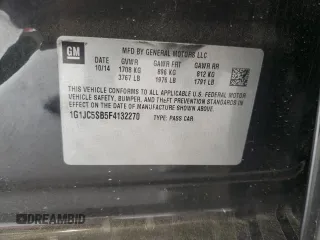 GM
MFD BY GENERAL MOTORS LLC
DATE GVWR GAWR FRT GAWR RR
10/14 1708 KG 896 KG 812 KG
3767 LB 1976 LB 1791 LB
THIS VEHICLE CONFORMS TO ALL APPLICABLE U.S. FEDERAL MOTOR
VEHICLE SAFETY, BUMPER, AND THEFT PREVENTION STANDARDS IN
EFFECT ON THE DATE OF MANUFACTURE SHOWN ABOVE.
1G1JC5SB5F4132270 TYPE: PASS CAR
DREAMBID